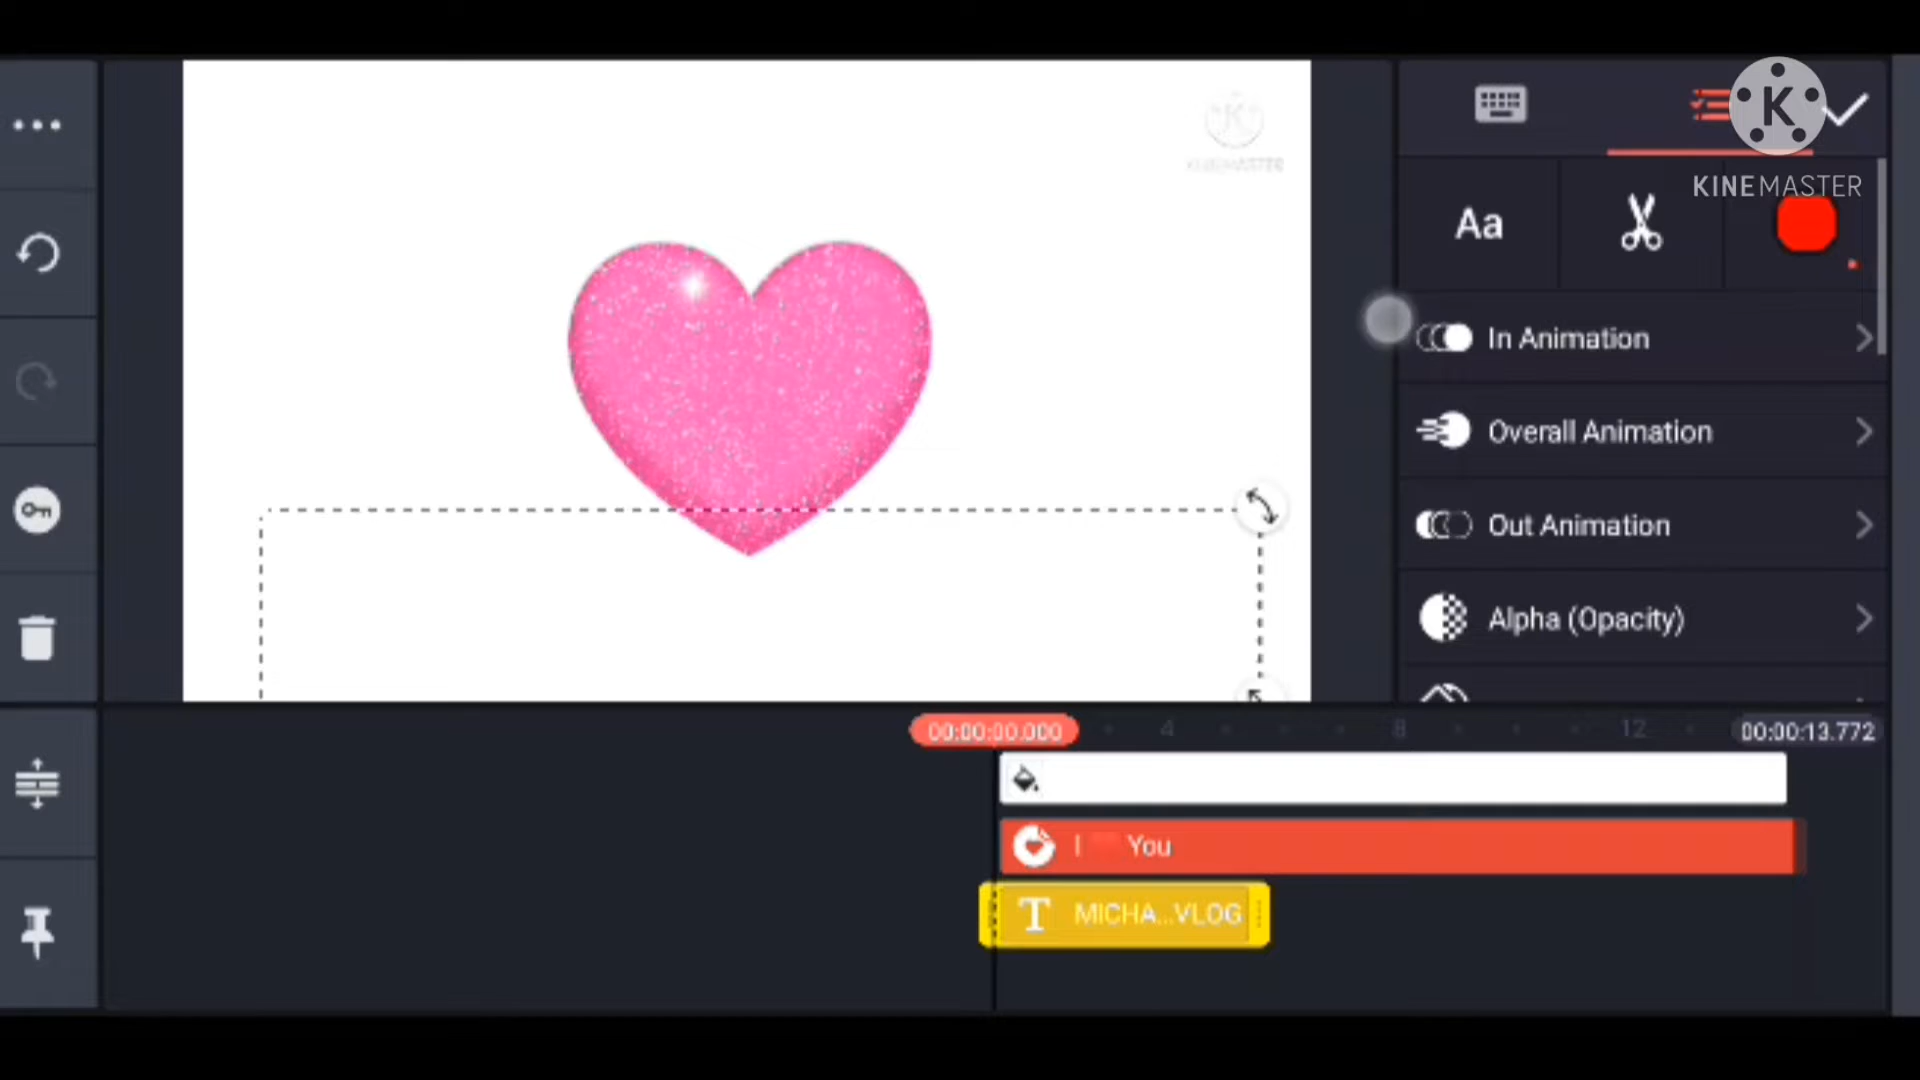 KINEMASTER
KINEMASTER
Aa
In Animation
Overall Animation
Out Animation
Alpha (Opacity)
00:00:00.000
4
8
12
00:00:13.772
I You
T MICHA...VLOG